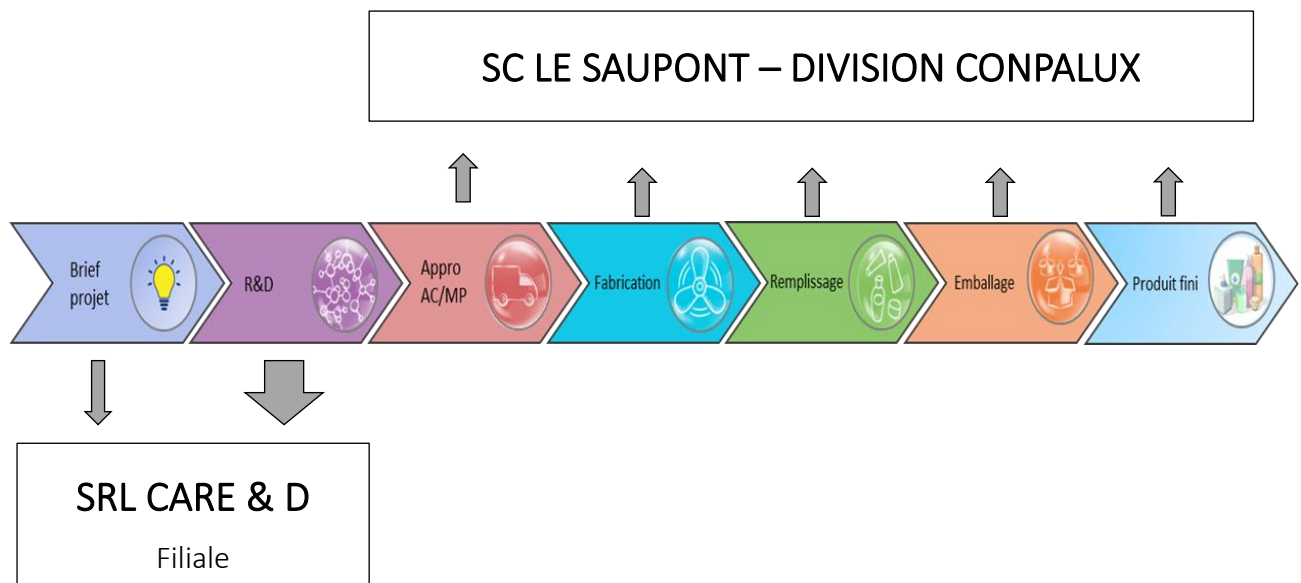 SC LE SAUPONT – DIVISION CONPALUX
Brief
projet
R&D
Appro
AC/MP
Fabrication
Remplissage
Emballage
Produit fini
SRL CARE & D
Filiale